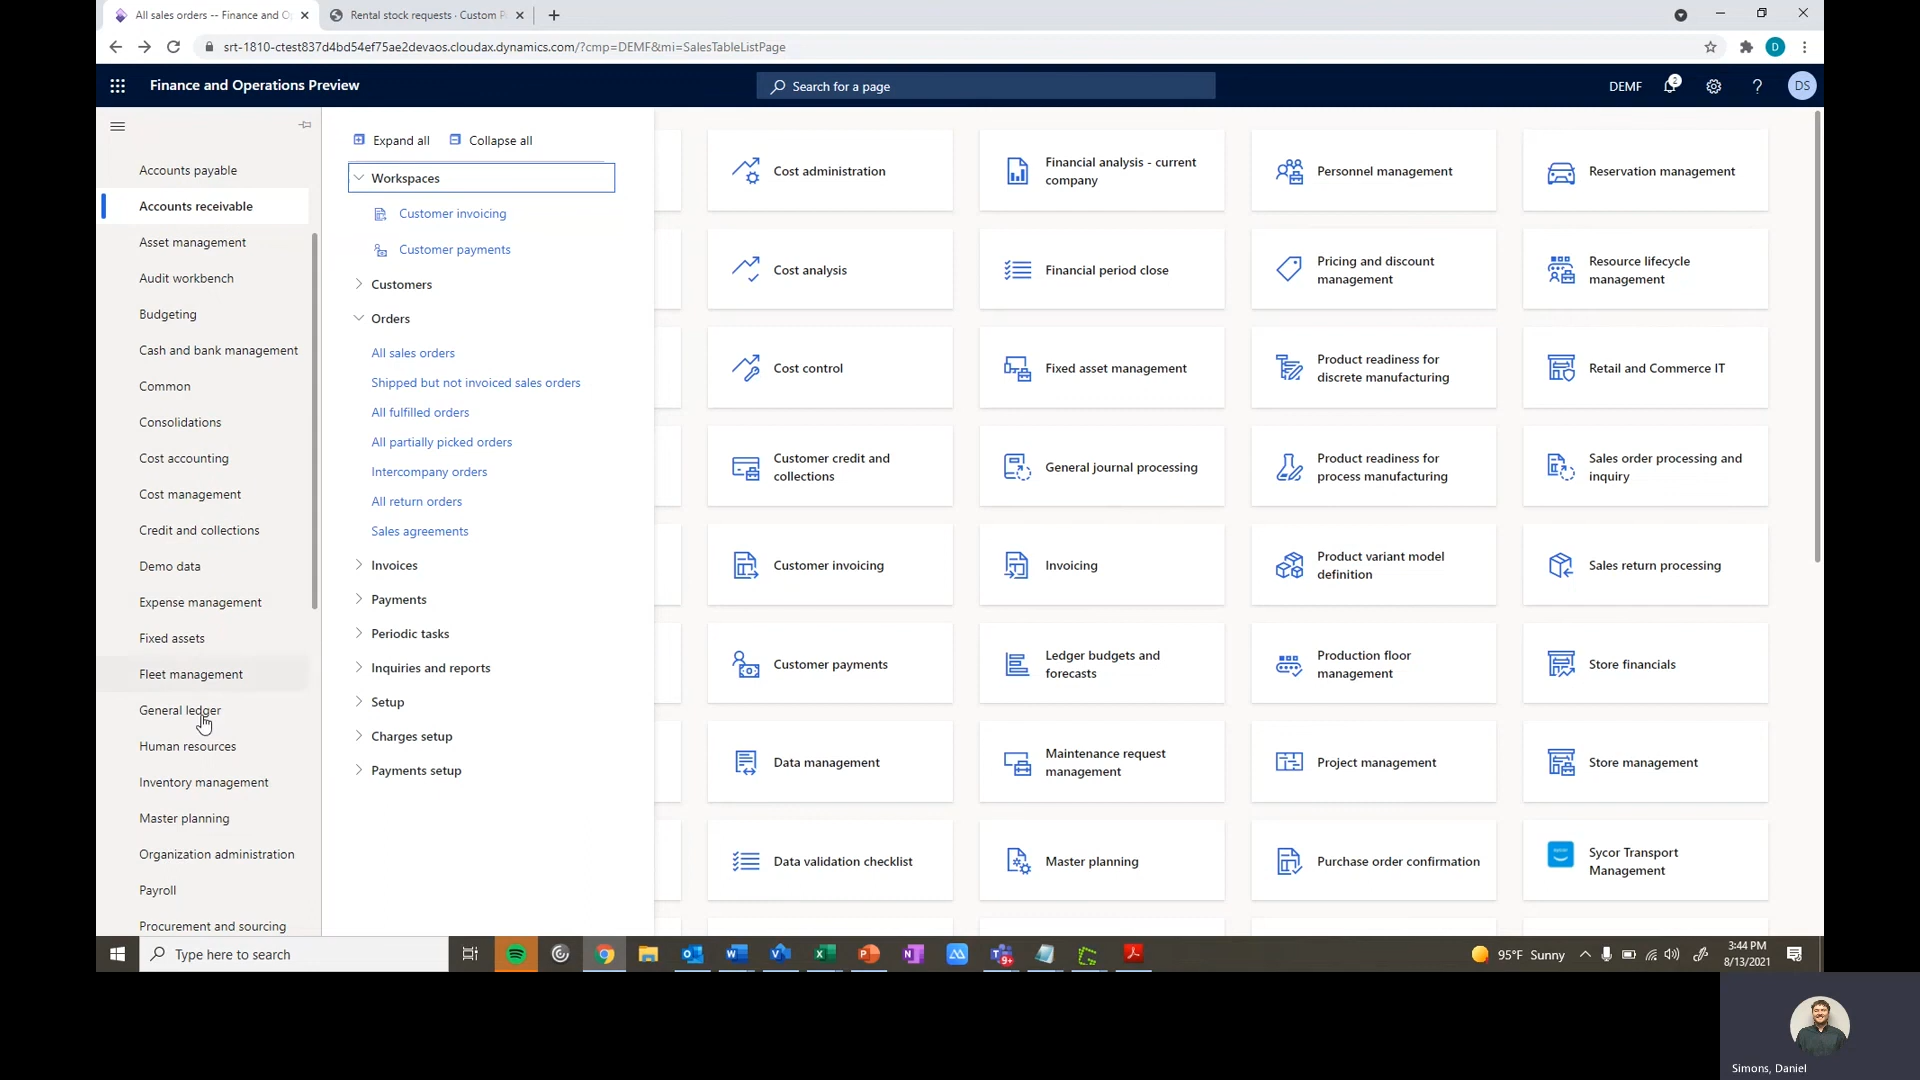 All sales orders -- Finance and O
Rental stock requests · Custom P
srt-1810-ctest837d4bd54ef75ae2devaos.cloudax.dynamics.com/?cmp=DEMF&mi=SalesTableListPage
D
Finance and Operations Preview
Search for a page
DEMF
2
?
DS
Expand all
Collapse all
Accounts payable
Accounts receivable
Asset management
Audit workbench
Budgeting
Cash and bank management
Common
Consolidations
Cost accounting
Cost management
Credit and collections
Demo data
Expense management
Fixed assets
Fleet management
General ledger
Human resources
Inventory management
Master planning
Organization administration
Payroll
Procurement and sourcing
Workspaces
Customer invoicing
Customer payments
Customers
Orders
All sales orders
Shipped but not invoiced sales orders
All fulfilled orders
All partially picked orders
Intercompany orders
All return orders
Sales agreements
Invoices
Payments
Periodic tasks
Inquiries and reports
Setup
Charges setup
Payments setup
Cost administration
Financial analysis - current
company
Personnel management
Reservation management
Cost analysis
Financial period close
Pricing and discount
management
Resource lifecycle
management
Cost control
Fixed asset management
Product readiness for
discrete manufacturing
Retail and Commerce IT
Customer credit and
collections
General journal processing
Product readiness for
process manufacturing
Sales order processing and
inquiry
Customer invoicing
Invoicing
Product variant model
definition
Sales return processing
Customer payments
Ledger budgets and
forecasts
Production floor
management
Store financials
Data management
Maintenance request
management
Project management
Store management
Data validation checklist
Master planning
Purchase order confirmation
Sycor Transport
Management
Type here to search
9+
95°F Sunny
3:44 PM
8/13/2021
Simons, Daniel